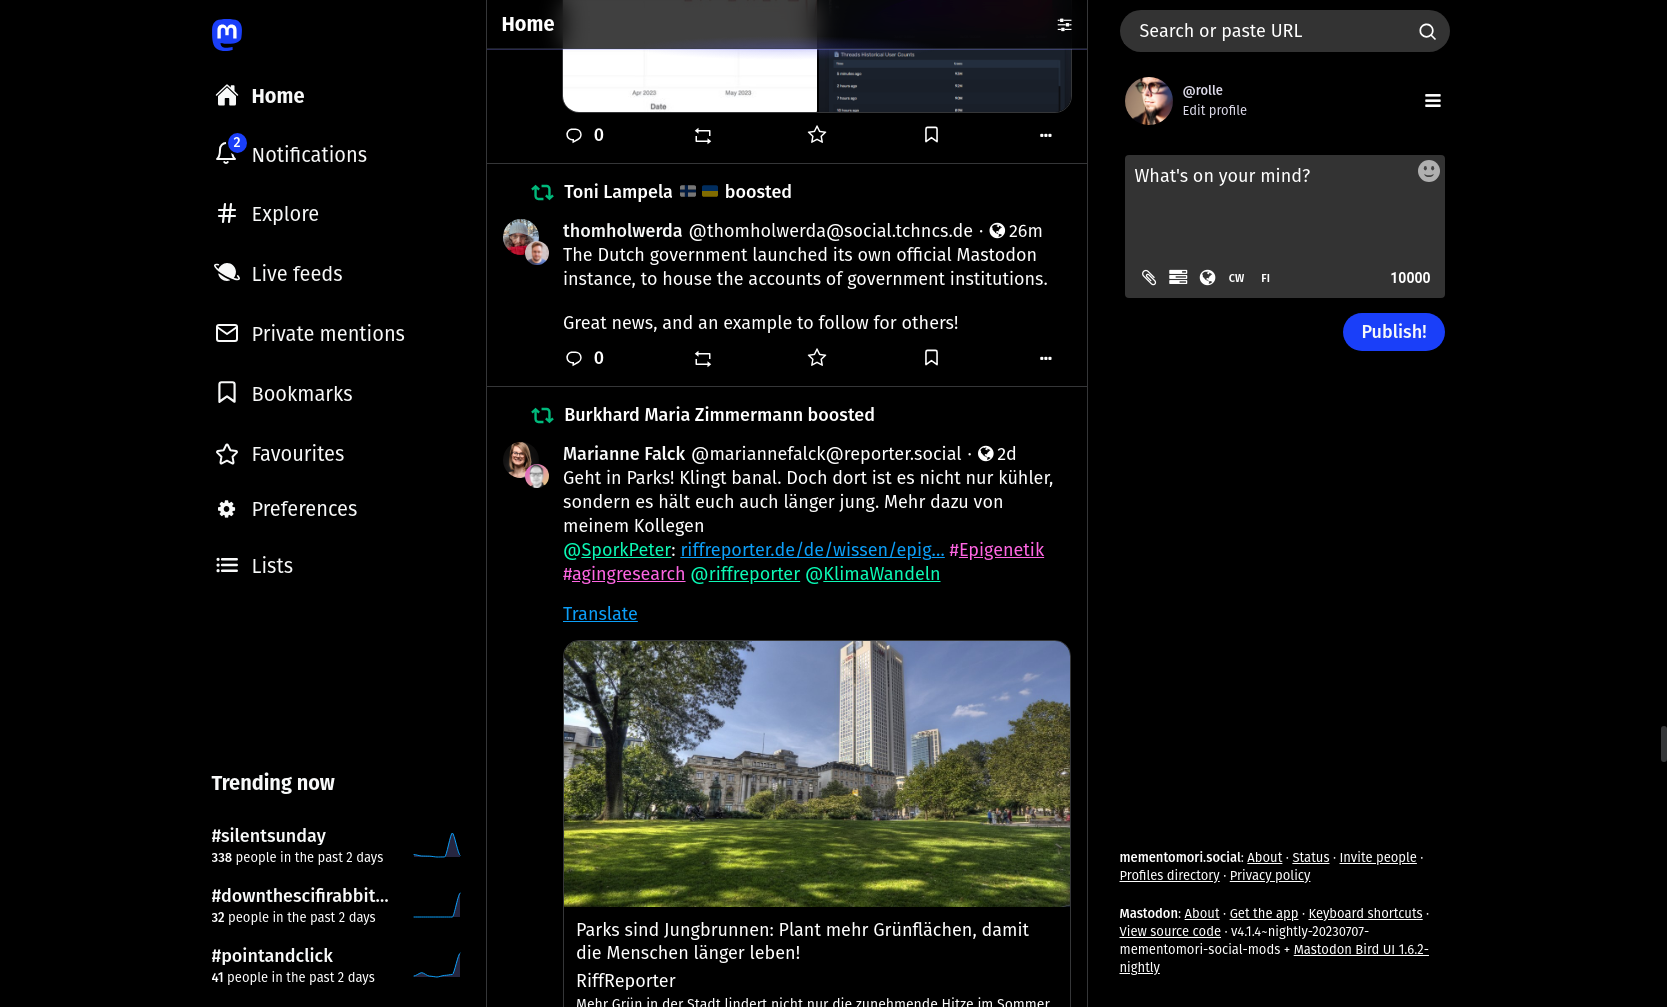 Home
Notifications
2
Explore
Live feeds
Private mentions
Bookmarks
Favourites
Preferences
Lists
Trending now
#silentsunday
338 people in the past 2 days
#downthescifirabbit...
32 people in the past 2 days
#pointandclick
41 people in the past 2 days
Home
Apr 2023 May 2023
Date
Threads Historical User Counts
0
Toni Lampela boosted
thomholwerda @thomholwerda@social.tchncs.de · 26m
The Dutch government launched its own official Mastodon
instance, to house the accounts of government institutions.
Great news, and an example to follow for others!
0
Burkhard Maria Zimmermann boosted
Marianne Falck @mariannefalck@reporter.social · 2d
Geht in Parks! Klingt banal. Doch dort ist es nicht nur kühler,
sondern es hält euch auch länger jung. Mehr dazu von
meinem Kollegen
@SporkPeter: riffreporter.de/de/wissen/epig... #Epigenetik
#agingresearch @riffreporter @KlimaWandeln
Translate
Parks sind Jungbrunnen: Plant mehr Grünflächen, damit
die Menschen länger leben!
RiffReporter
Mehr Grün in der Stadt lindert nicht nur die zunehmende Hitze im Sommer.
Search or paste URL
@rolle
Edit profile
What's on your mind?
CW FI 10000
Publish!
mementomori.social: About · Status · Invite people ·
Profiles directory · Privacy policy
Mastodon: About · Get the app · Keyboard shortcuts ·
View source code · v4.1.4~nightly-20230707-
mementomori-social-mods + Mastodon Bird UI 1.6.2-
nightly